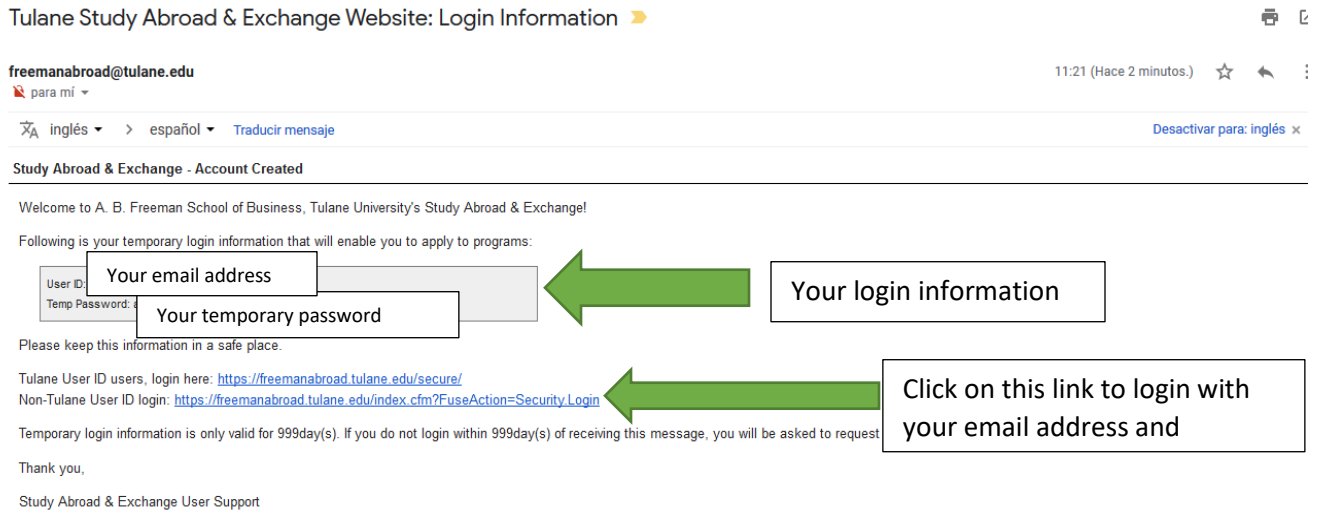 Tulane Study Abroad & Exchange Website: Login Information
freemanabroad@tulane.edu
11:21 (Hace 2 minutos.)
para mí
inglés > español Traducir mensaje
Desactivar para: inglés ×
Study Abroad & Exchange - Account Created
Welcome to A. B. Freeman School of Business, Tulane University's Study Abroad & Exchange!
Following is your temporary login information that will enable you to apply to programs:
User ID:
Your email address
Temp Password: a
Your temporary password
Your login information
Please keep this information in a safe place.
Tulane User ID users, login here: https://freemanabroad.tulane.edu/secure/
Non-Tulane User ID login: https://freemanabroad.tulane.edu/index.cfm?FuseAction=Security.Login
Click on this link to login with
your email address and
Temporary login information is only valid for 999day(s). If you do not login within 999day(s) of receiving this message, you will be asked to request
Thank you,
Study Abroad & Exchange User Support